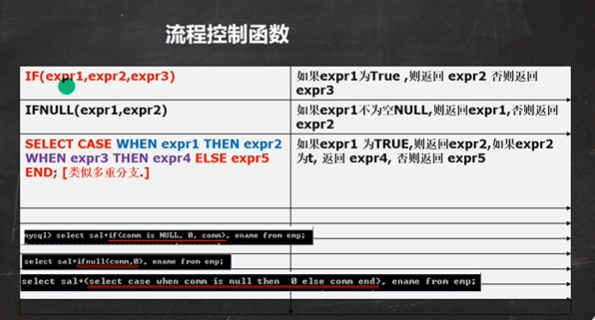 流程控制函数
IF(expr1,expr2,expr3)
如果expr1为True ,则返回 expr2 否则返回
expr3
IFNULL(expr1,expr2)
如果expr1不为空NULL,则返回expr1,否则返回
expr2
SELECT CASE WHEN expr1 THEN expr2
WHEN expr3 THEN expr4 ELSE expr5
END; [类似多重分支.]
如果expr1 为TRUE,则返回expr2,如果expr2
为t, 返回 expr4, 否则返回 expr5
mysql> select sal+if(comm is NULL, 0, comm), ename from emp;
select sal+ifnull(comm,0), ename from emp;
select sal+(select case when comm is null then 0 else comm end), ename from emp;